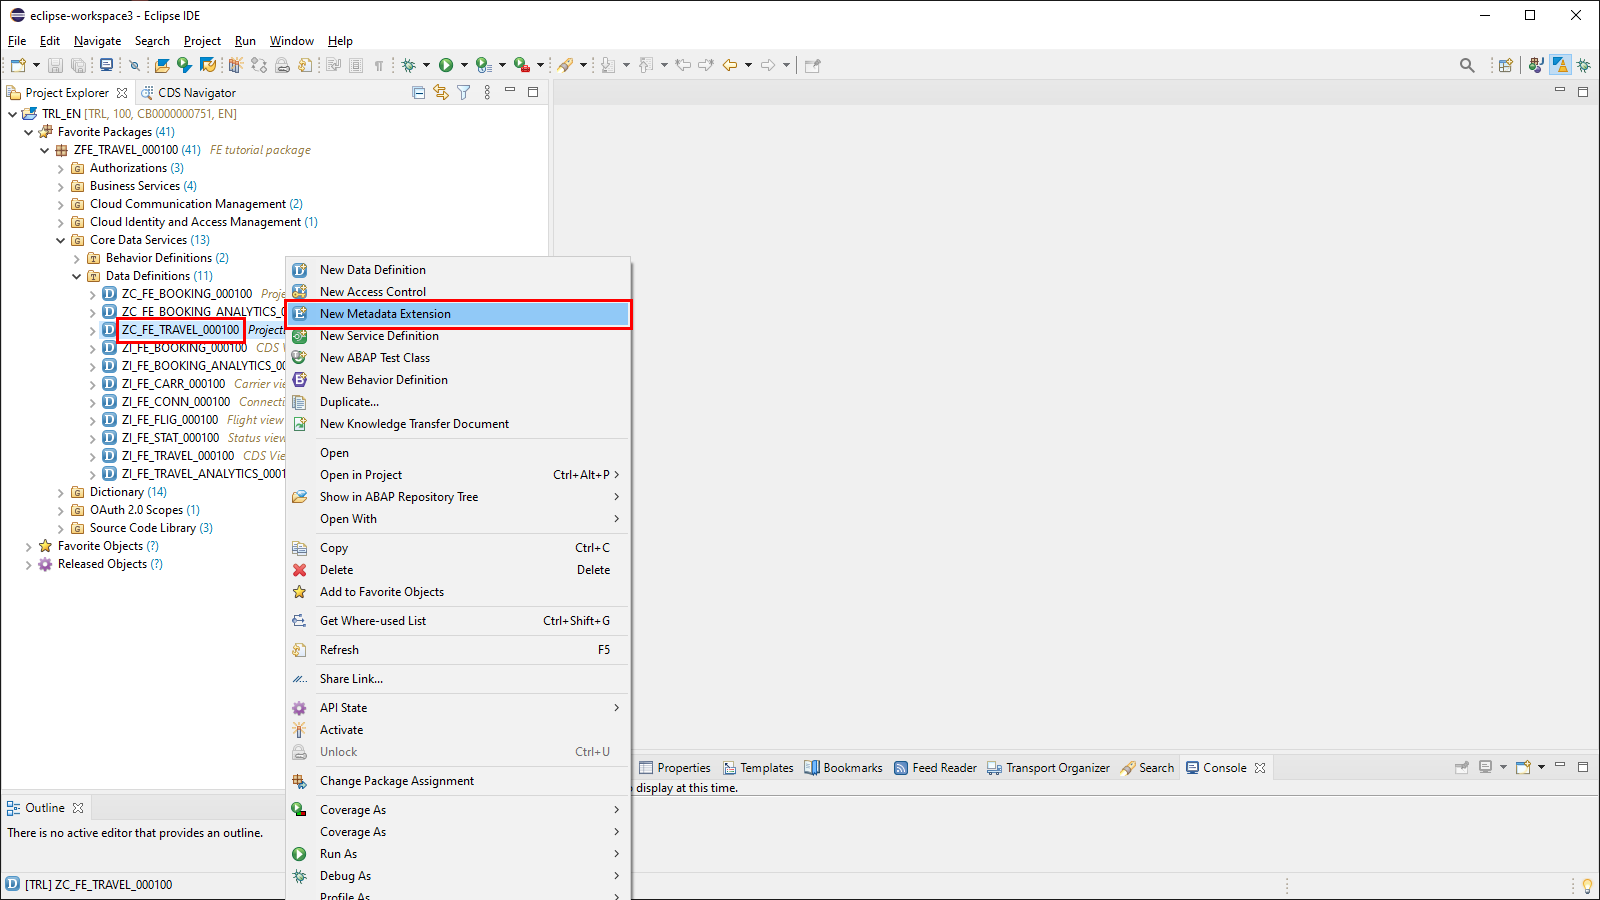 eclipse-workspace3 - Eclipse IDE
File Edit Navigate Search Project Run Window Help
Project Explorer CDS Navigator
TRL_EN [TRL, 100, CB0000000751, EN]
Favorite Packages (41)
ZFE_TRAVEL_000100 (41) FE tutorial package
Authorizations (3)
Business Services (4)
Cloud Communication Management (2)
Cloud Identity and Access Management (1)
Core Data Services (13)
Behavior Definitions (2)
Data Definitions (11)
ZC_FE_BOOKING_000100 Proje
ZC_FE_BOOKING_ANALYTICS_0
ZC_FE_TRAVEL_000100 Project
ZI_FE_BOOKING_000100 CDS V
ZI_FE_BOOKING_ANALYTICS_00
ZI_FE_CARR_000100 Carrier vie
ZI_FE_CONN_000100 Connecti
ZI_FE_FLIG_000100 Flight view
ZI_FE_STAT_000100 Status view
ZI_FE_TRAVEL_000100 CDS Vie
ZI_FE_TRAVEL_ANALYTICS_0001
Dictionary (14)
OAuth 2.0 Scopes (1)
Source Code Library (3)
Favorite Objects (?)
Released Objects (?)
New Data Definition
New Access Control
New Metadata Extension
New Service Definition
New ABAP Test Class
New Behavior Definition
Duplicate...
New Knowledge Transfer Document
Open
Open in Project Ctrl+Alt+P
Show in ABAP Repository Tree
Open With
Copy Ctrl+C
Delete Delete
Add to Favorite Objects
Get Where-used List Ctrl+Shift+G
Refresh F5
Share Link...
API State
Activate
Unlock Ctrl+U
Change Package Assignment
Coverage As
Coverage As
Run As
Debug As
Profile As
Properties Templates Bookmarks Feed Reader Transport Organizer Search Console
display at this time.
Outline
There is no active editor that provides an outline.
[TRL] ZC_FE_TRAVEL_000100